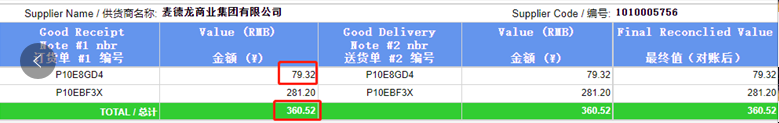 Supplier Name / 供货商名称: 麦德龙商业集团有限公司 Supplier Code / 编号: 1010005756
Good Receipt Value (RMB) Good Delivery Value (RMB) Final Reconclied Value
Note #1 nbr Note #2 nbr
订货单 #1 编号 金额 (¥) 送货单 #2 编号 金额 (¥) 最终值（对账后）
P10E8GD4 79.32 P10E8GD4 79.32 79.32
P10EBF3X 281.20 P10EBF3X 281.20 281.20
TOTAL / 总计 360.52 360.52 360.52